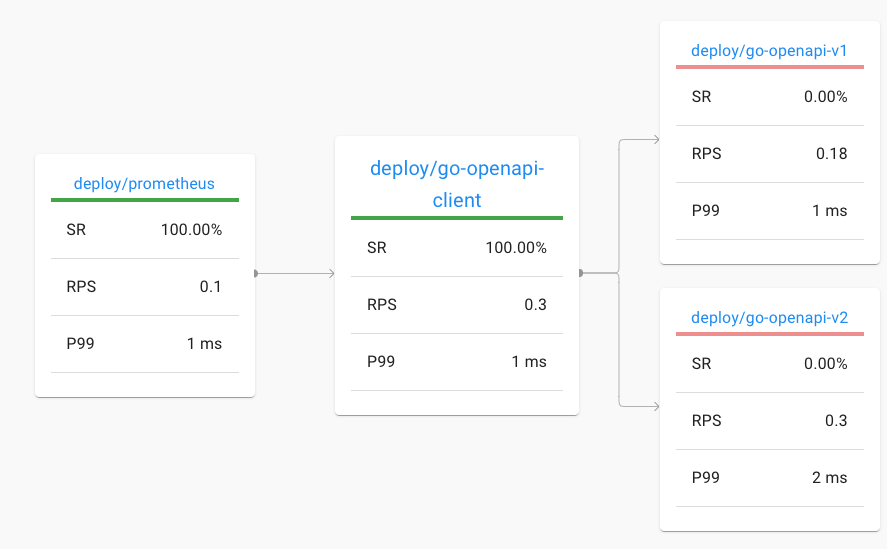 deploy/prometheus
SR 100.00%
RPS 0.1
P99 1 ms
deploy/go-openapi-
client
SR 100.00%
RPS 0.3
P99 1 ms
deploy/go-openapi-v1
SR 0.00%
RPS 0.18
P99 1 ms
deploy/go-openapi-v2
SR 0.00%
RPS 0.3
P99 2 ms